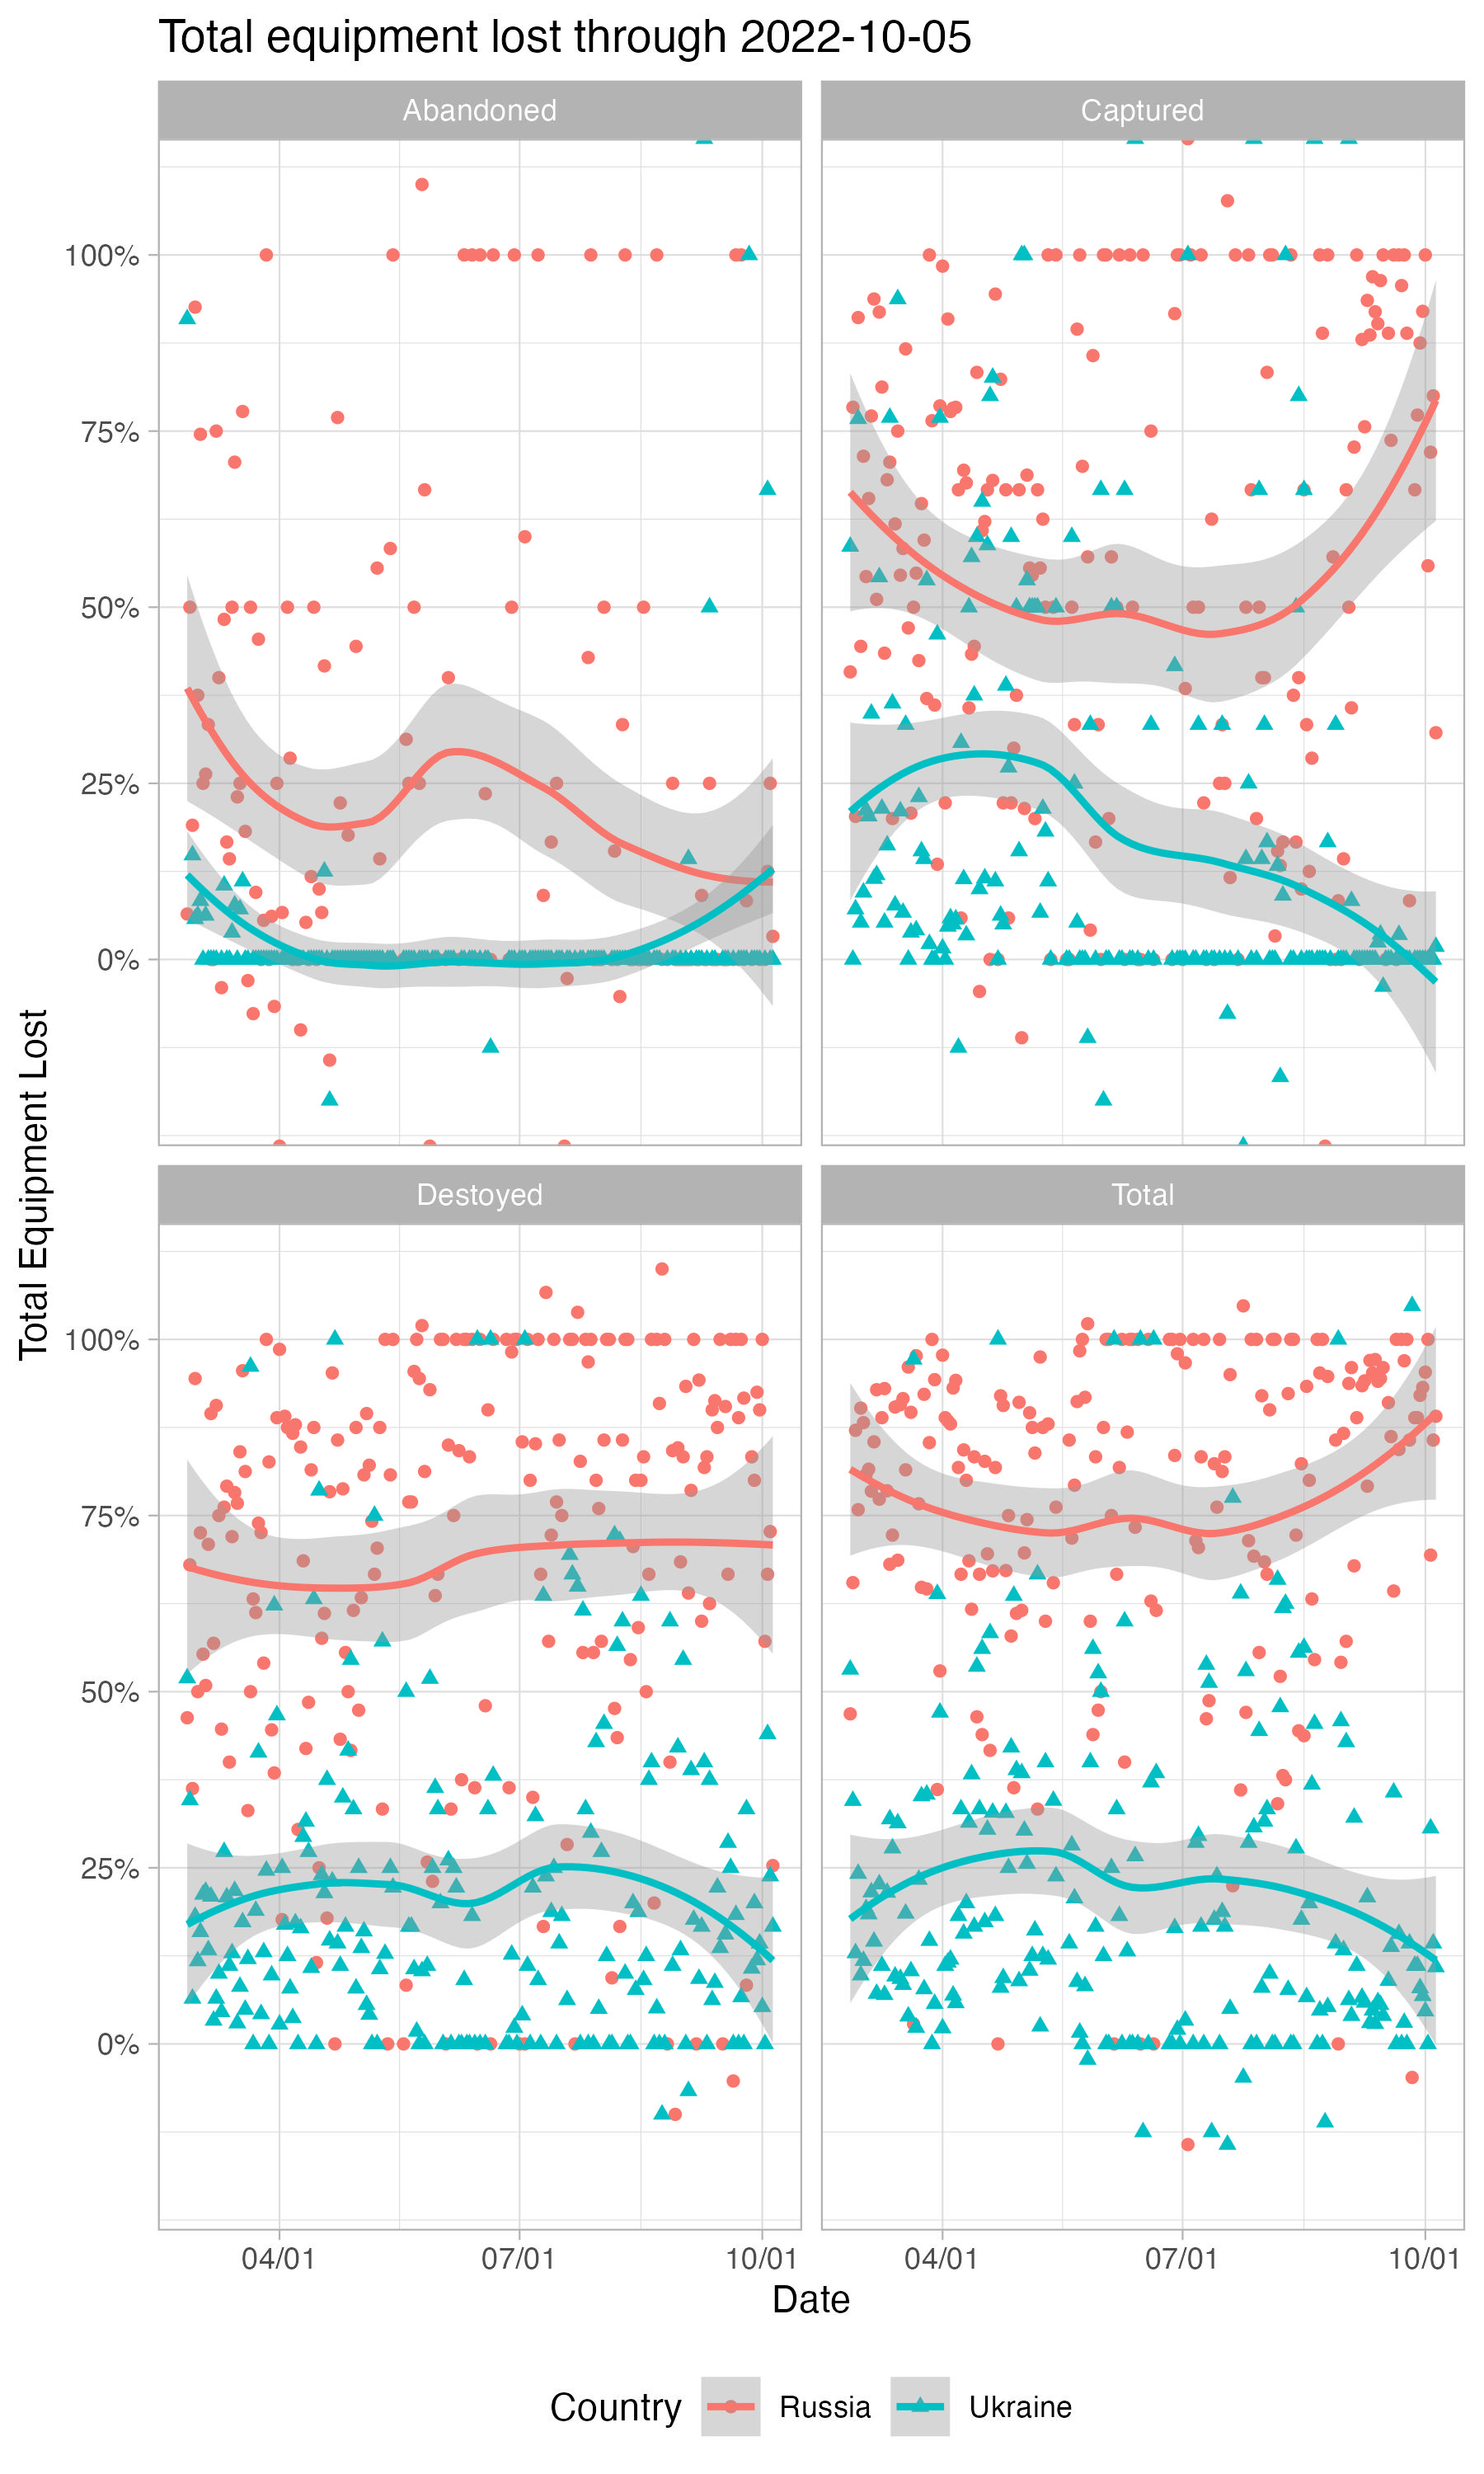 Total equipment lost through 2022-10-05
Abandoned
Captured
100%
75%
50%
25%
0%
Destoyed
Total
100%
75%
50%
25%
0%
Total Equipment Lost
04/01
07/01
10/01
04/01
07/01
10/01
Date
Country
Russia
Ukraine